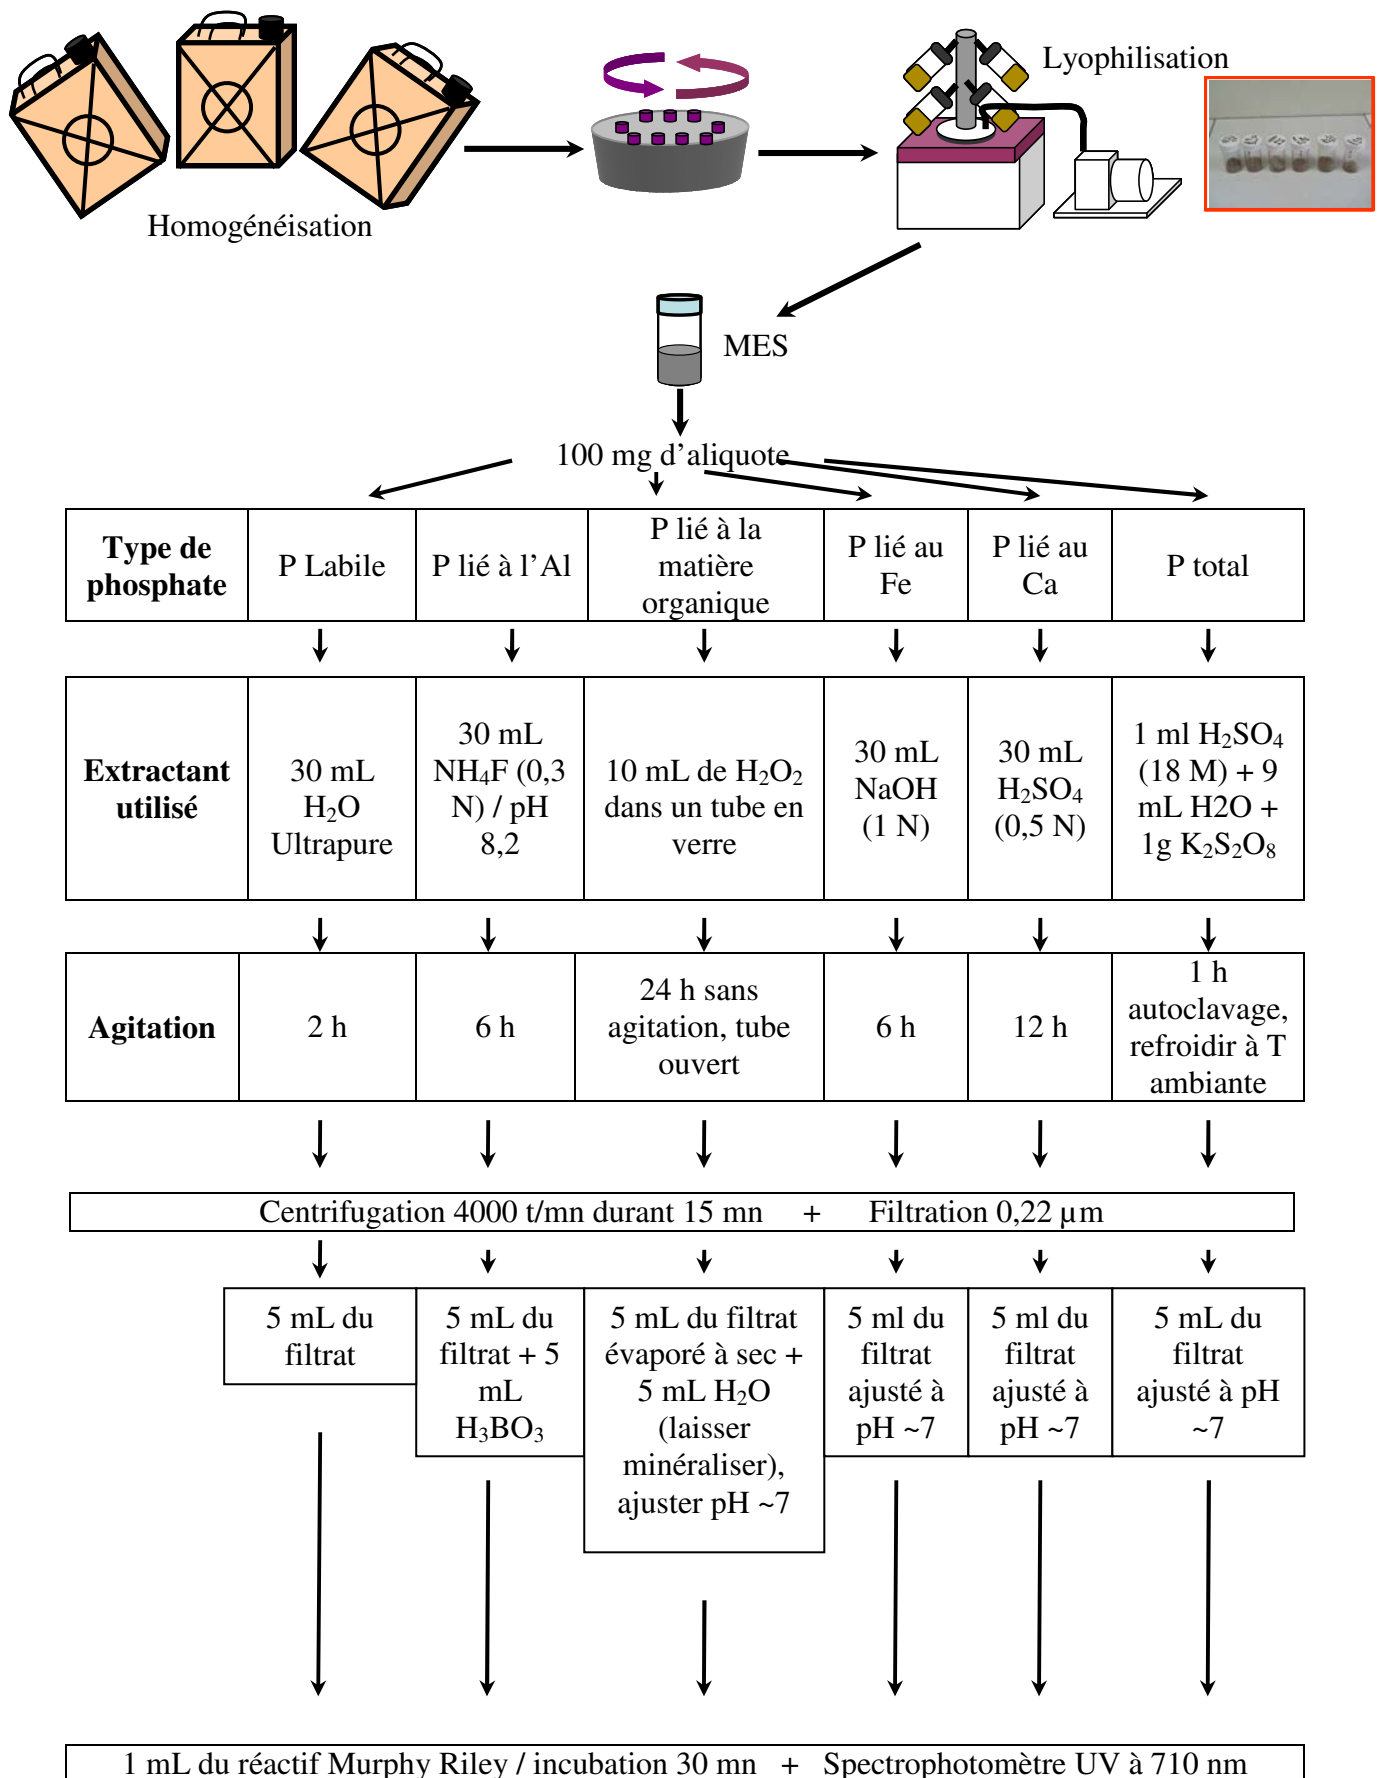 Lyophilisation
Homogénéisation
MES
100 mg d’aliquote
Type de
phosphate
P Labile
P lié à l’Al
P lié à la
matière
organique
P lié au
Fe
P lié au
Ca
P total
Extractant
utilisé
30 mL
H₂O
Ultrapure
30 mL
NH₄F (0,3
N) / pH
8,2
10 mL de H₂O₂
dans un tube en
verre
30 mL
NaOH
(1 N)
30 mL
H₂SO₄
(0,5 N)
1 ml H₂SO₄
(18 M) + 9
mL H2O +
1g K₂S₂O₈
Agitation
2 h
6 h
24 h sans
agitation, tube
ouvert
6 h
12 h
1 h
autoclavage,
refroidir à T
ambiante
Centrifugation 4000 t/mn durant 15 mn + Filtration 0,22 µm
5 mL du
filtrat
5 mL du
filtrat + 5
mL
H₃BO₃
5 mL du filtrat
évaporé à sec +
5 mL H₂O
(laisser
minéraliser),
ajuster pH ~7
5 ml du
filtrat
ajusté à
pH ~7
5 ml du
filtrat
ajusté à
pH ~7
5 mL du
filtrat
ajusté à pH
~7
1 mL du réactif Murphy Riley / incubation 30 mn + Spectrophotomètre UV à 710 nm